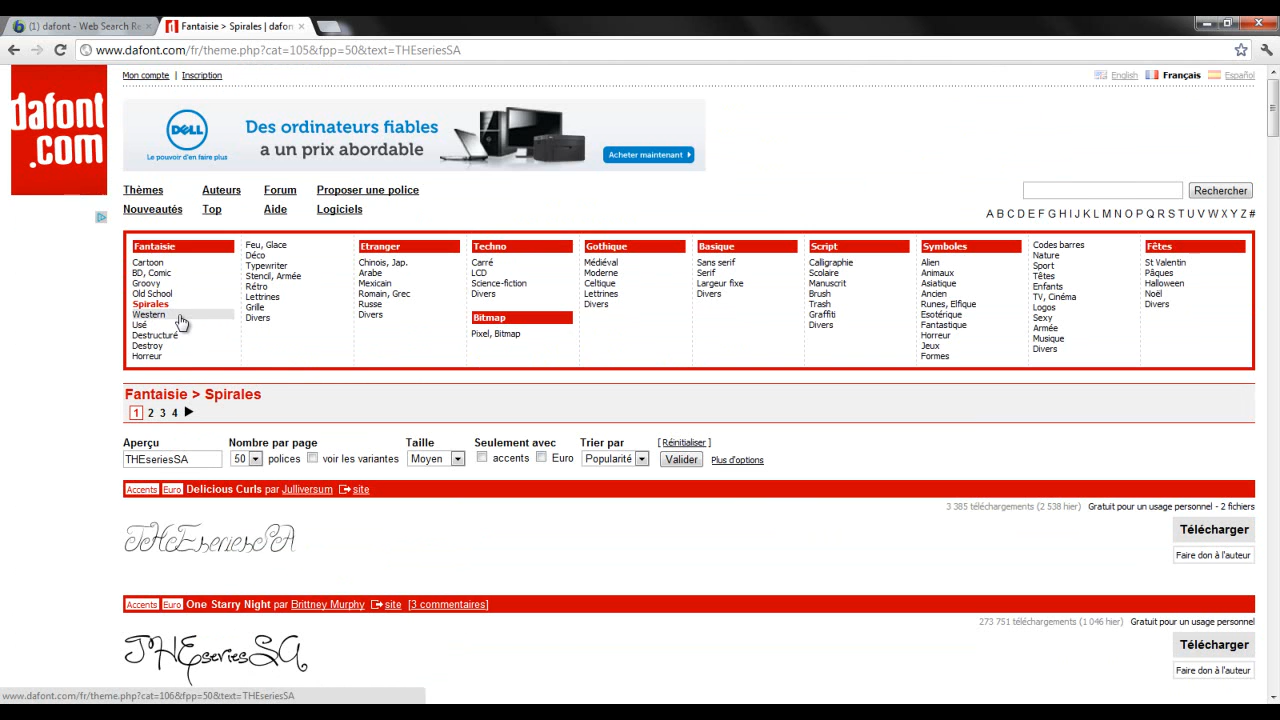 (1) dafont - Web Search Re
Fantaisie > Spirales | dafon
www.dafont.com/fr/theme.php?cat=105&fpp=50&text=THEseriesSA
dafont
.com
Mon compte | Inscription
English Français Español
DELL
Le pouvoir d'en faire plus
Des ordinateurs fiables
a un prix abordable
Acheter maintenant
Thèmes Auteurs Forum Proposer une police
Nouveautés Top Aide Logiciels
Rechercher
A B C D E F G H I J K L M N O P Q R S T U V W X Y Z #
Fantaisie
Cartoon
BD, Comic
Groovy
Old School
Spirales
Western
Usé
Destructuré
Destroy
Horreur
Feu, Glace
Déco
Typewriter
Stencil, Armée
Rétro
Lettrines
Grille
Divers
Etranger
Chinois, Jap.
Arabe
Mexicain
Romain, Grec
Russe
Divers
Techno
Carré
LCD
Science-fiction
Divers
Bitmap
Pixel, Bitmap
Gothique
Médiéval
Moderne
Celtique
Lettrines
Divers
Basique
Sans serif
Serif
Largeur fixe
Divers
Script
Calligraphie
Scolaire
Manuscrit
Brush
Trash
Graffiti
Divers
Symboles
Alien
Animaux
Asiatique
Ancien
Runes, Elfique
Esotérique
Fantastique
Horreur
Jeux
Formes
Codes barres
Nature
Sport
Têtes
Enfants
TV, Cinéma
Logos
Sexy
Armée
Musique
Divers
Fêtes
St Valentin
Pâques
Halloween
Noël
Divers
Fantaisie > Spirales
1 2 3 4
Aperçu Nombre par page Taille Seulement avec Trier par [ Réinitialiser ]
THEseriesSA 50 polices voir les variantes Moyen accents Euro Popularité Valider Plus d'options
Accents Euro Delicious Curls par Julliversum site
3 385 téléchargements (2 538 hier) Gratuit pour un usage personnel - 2 fichiers
THEseriesSA
Télécharger
Faire don à l'auteur
Accents Euro One Starry Night par Brittney Murphy site [3 commentaires]
273 751 téléchargements (1 046 hier) Gratuit pour un usage personnel
THEseriesSA
Télécharger
Faire don à l'auteur
www.dafont.com/fr/theme.php?cat=106&fpp=50&text=THEseriesSA